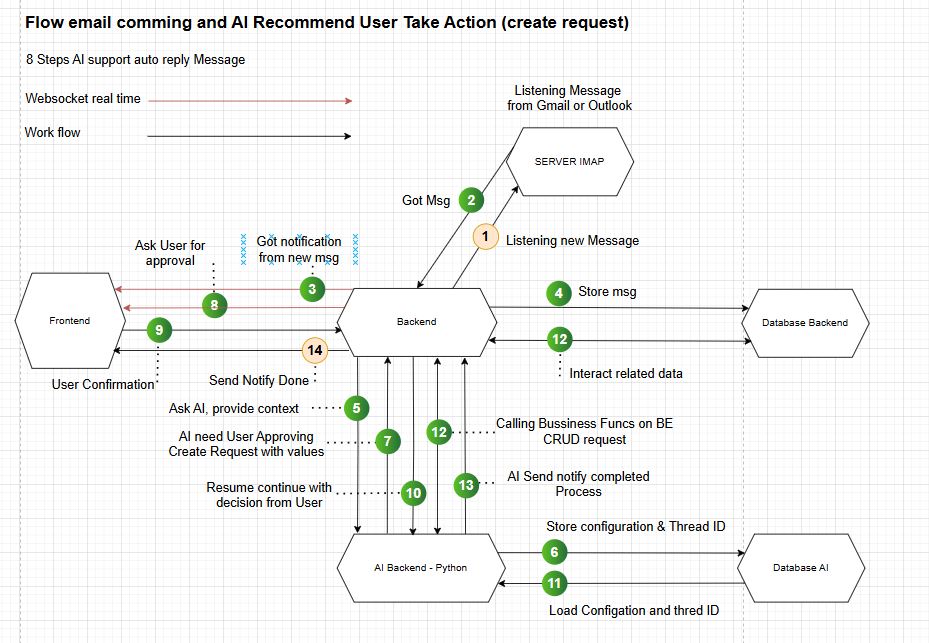 Flow email comming and AI Recommend User Take Action (create request)
8 Steps AI support auto reply Message
Websocket real time
Work flow
Listening Message
from Gmail or Outlook
SERVER IMAP
Got Msg
2
1
Listening new Message
Ask User for
approval
Got notification
from new msg
3
8
4
Store msg
Frontend
Backend
Database Backend
9
12
14
User Confirmation
Send Notify Done
Interact related data
Ask AI, provide context
5
AI need User Approving
Create Request with values
7
12
Calling Bussiness Funcs on BE
CRUD request
Resume continue with
decision from User
10
13
AI Send notify completed
Process
Store configuration & Thread ID
6
AI Backend - Python
Database AI
11
Load Configation and thred ID